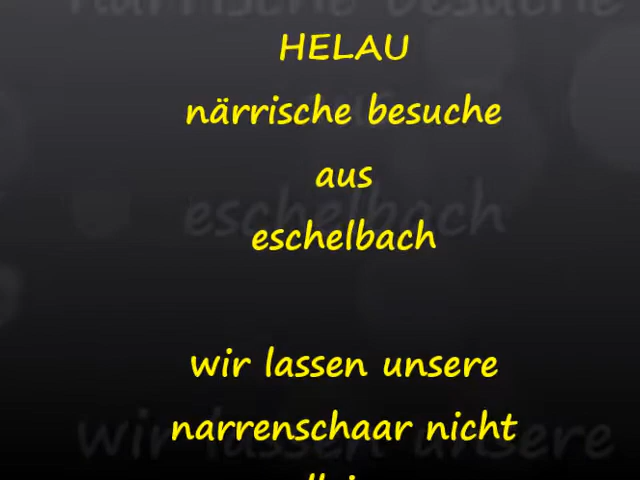 HELAU
närrische besuche
aus
eschelbach
wir lassen unsere
narrenschaar nicht